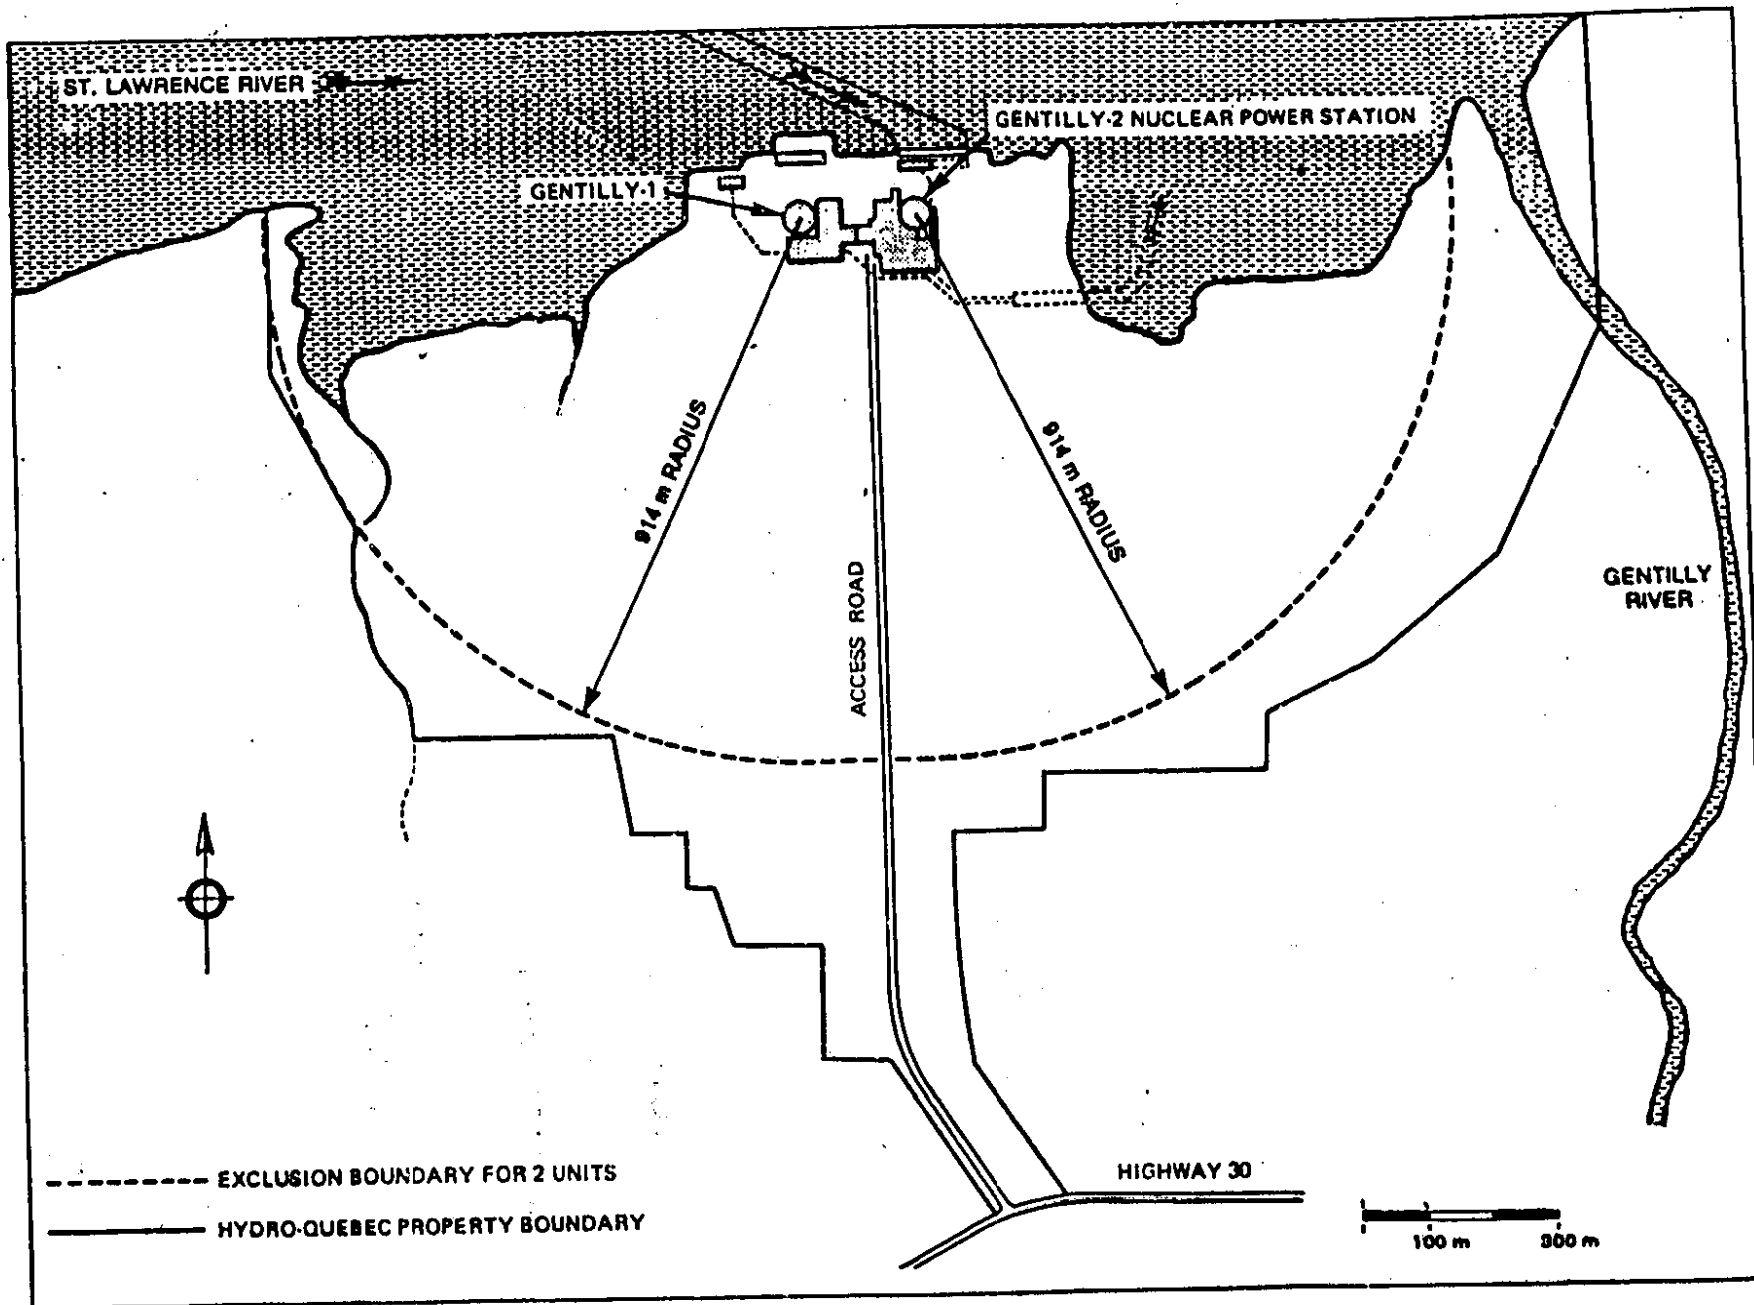 ST. LAWRENCE RIVER
GENTILLY-2 NUCLEAR POWER STATION
GENTILLY-1
914 m RADIUS
914 m RADIUS
ACCESS ROAD
GENTILLY
RIVER
EXCLUSION BOUNDARY FOR 2 UNITS
HIGHWAY 30
HYDRO-QUEBEC PROPERTY BOUNDARY
100 m
300 m